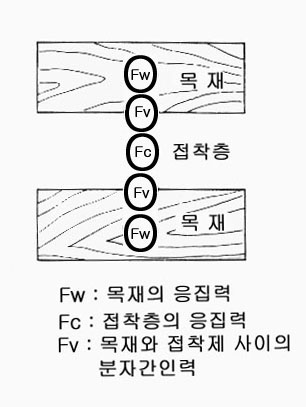 Fw
목 재
Fv
Fc 접착층
Fv
목 재
Fw
Fw : 목재의 응집력
Fc : 접착층의 응집력
Fv : 목재와 접착제 사이의
분자간인력